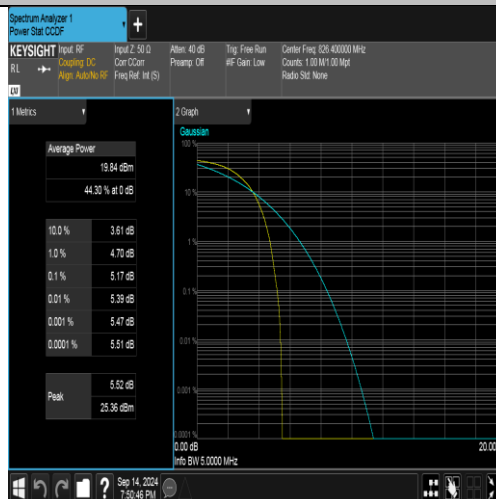 Spectrum Analyzer 1
Power Stat CCDF
+
KEYSIGHT
RL
LXI
Input: RF
Coupling: DC
Align: Auto/No RF
Input Z: 50 Ω
Corr CCorr
Freq Ref: Int (S)
Atten: 40 dB
Preamp: Off
Trig: Free Run
#IF Gain: Low
Center Freq: 826.400000 MHz
Counts: 1.00 M/1.00 Mpt
Radio Std: None
1 Metrics
Average Power
19.84 dBm
44.30 % at 0 dB
10.0 % 3.61 dB
1.0 % 4.70 dB
0.1 % 5.17 dB
0.01 % 5.39 dB
0.001 % 5.47 dB
0.0001 % 5.51 dB
Peak
5.52 dB
25.36 dBm
2 Graph
Gaussian
100 %
10 %
1 %
0.1 %
0.01 %
0.001 %
0.0001 %
0.00 dB 20.00
Info BW 5.0000 MHz
?
Sep 14, 2024
7:50:46 PM